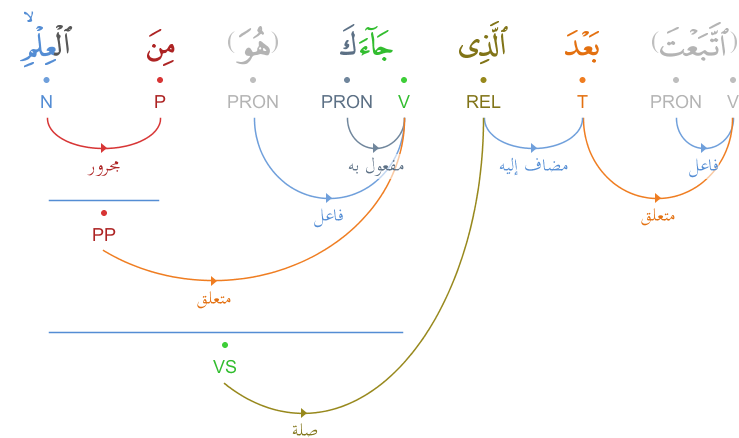 (ٱتَّبَعْتَ) بَعْدَ ٱلَّذِى جَآءَكَ (هُوَ) مِنَ ٱلْعِلْمِ ۙ
V PRON T REL V PRON PRON P N
فاعل مضاف إليه مفعول به مجرور
متعلق فاعل
PP
متعلق
VS
صلة